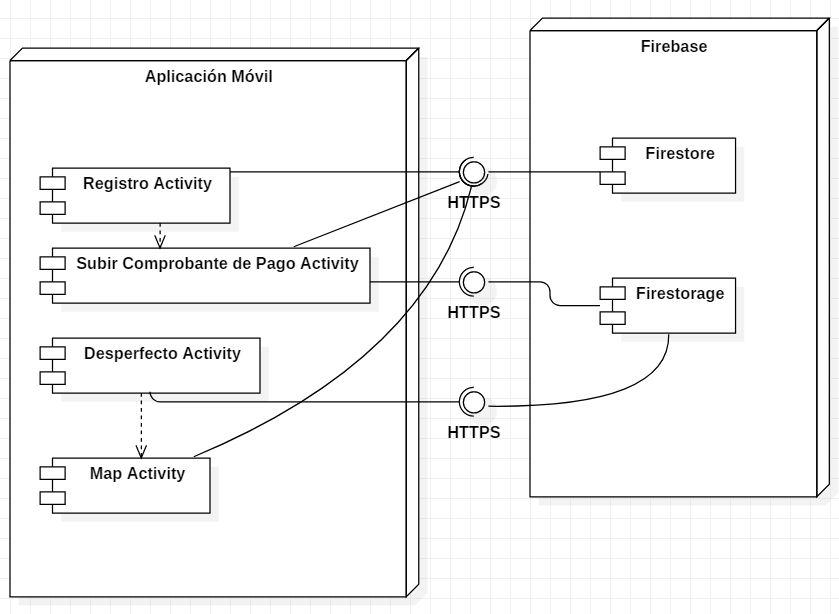 Aplicación Móvil
Registro Activity
Subir Comprobante de Pago Activity
Desperfecto Activity
Map Activity
HTTPS
HTTPS
HTTPS
Firebase
Firestore
Firestorage